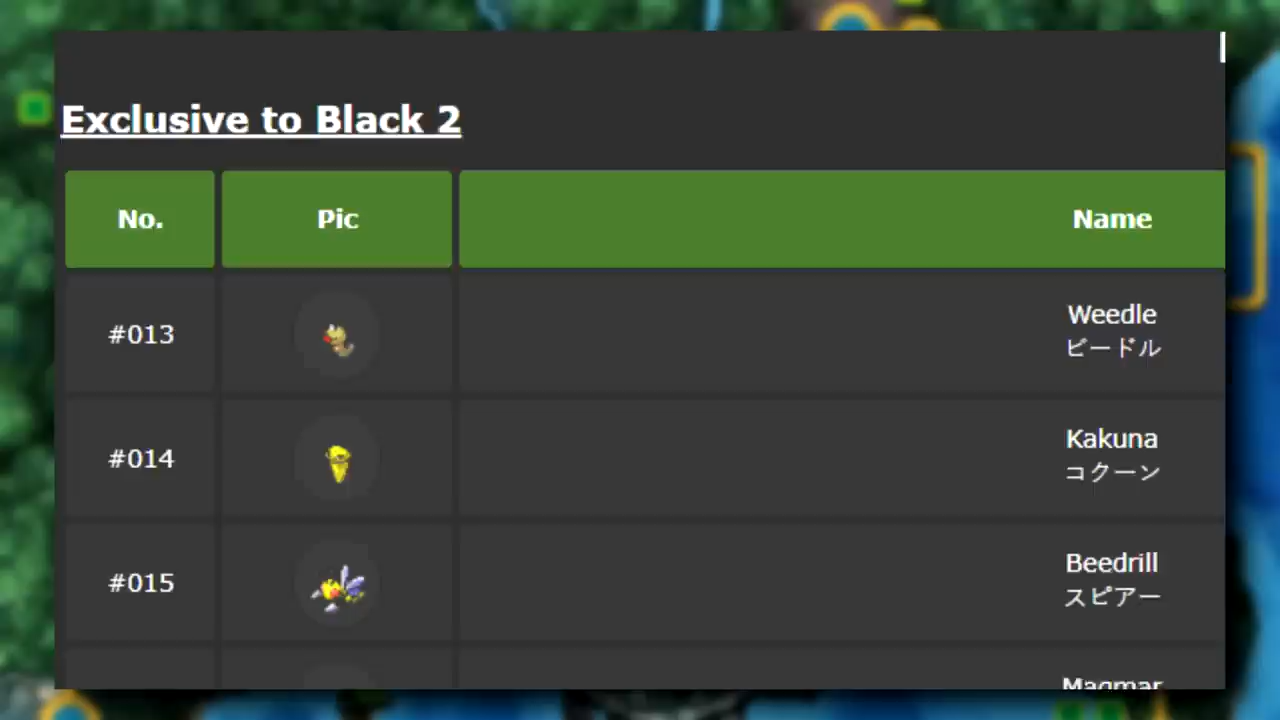 Exclusive to Black 2
No. Pic Name
#013 Weedle
ビードル
#014 Kakuna
コクーン
#015 Beedrill
スピアー
Magmar